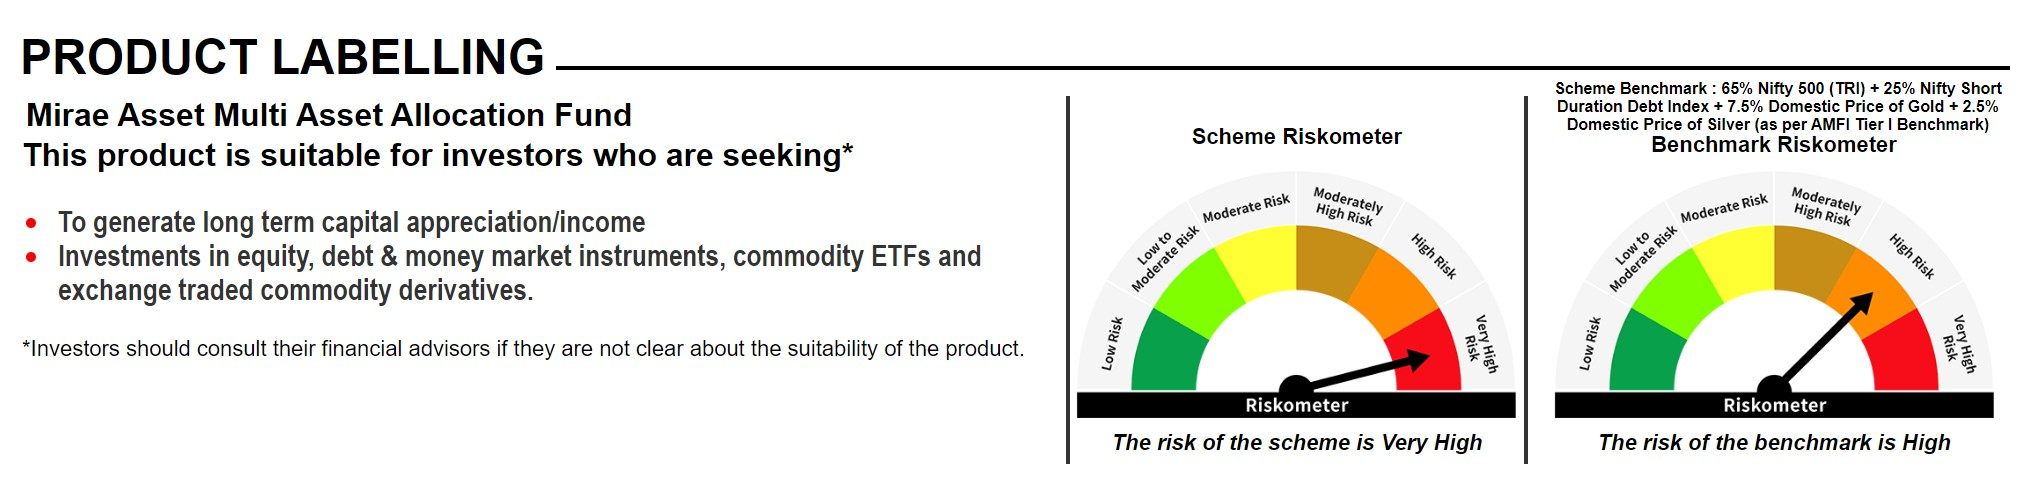 PRODUCT LABELLING
Mirae Asset Multi Asset Allocation Fund
This product is suitable for investors who are seeking*
• To generate long term capital appreciation/income
• Investments in equity, debt & money market instruments, commodity ETFs and
exchange traded commodity derivatives.
*Investors should consult their financial advisors if they are not clear about the suitability of the product.
Scheme Riskometer
Low Risk
Low to
Moderate Risk
Moderate Risk
Moderately
High Risk
High Risk
Very High
Risk
Riskometer
The risk of the scheme is Very High
Scheme Benchmark : 65% Nifty 500 (TRI) + 25% Nifty Short
Duration Debt Index + 7.5% Domestic Price of Gold + 2.5%
Domestic Price of Silver (as per AMFI Tier I Benchmark)
Benchmark Riskometer
Low Risk
Low to
Moderate Risk
Moderate Risk
Moderately
High Risk
High Risk
Very High
Risk
Riskometer
The risk of the benchmark is High